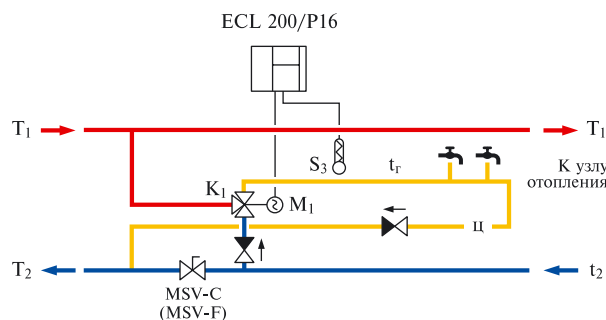 ECL 200/P16
T₁
T₁
S₃
tг
К узлу
отопления
K₁
M₁
ц
T₂
t₂
MSV-C
(MSV-F)